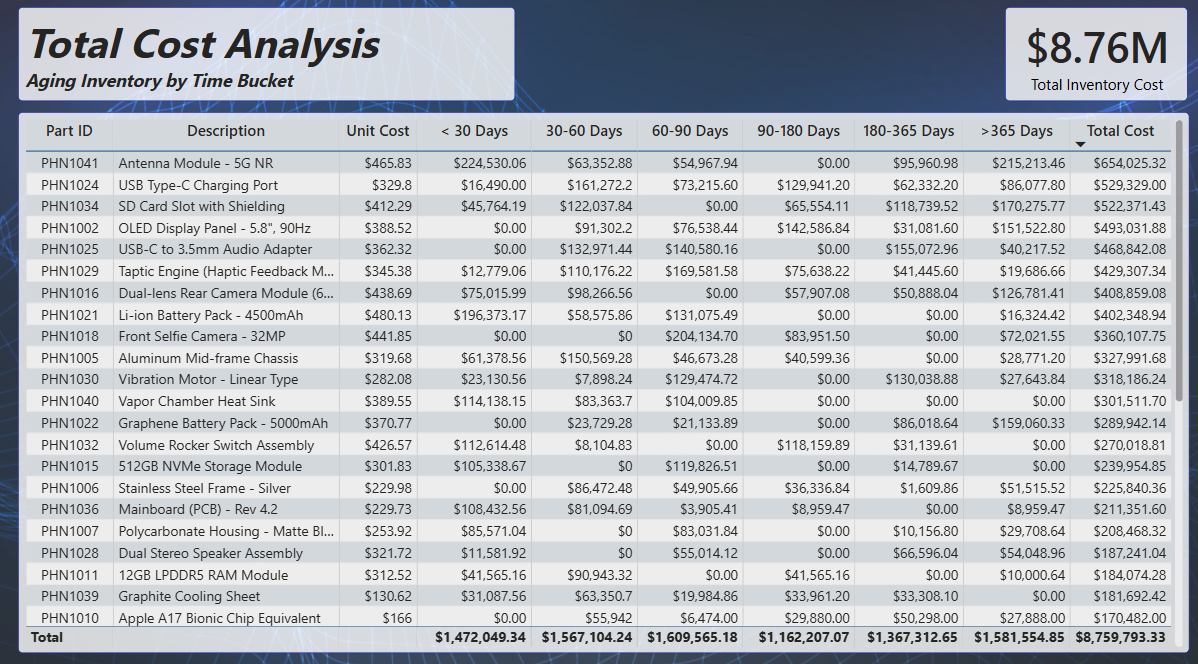 Total Cost Analysis
Aging Inventory by Time Bucket
$8.76M
Total Inventory Cost
Part ID Description Unit Cost < 30 Days 30-60 Days 60-90 Days 90-180 Days 180-365 Days >365 Days Total Cost
PHN1041 Antenna Module - 5G NR $465.83 $224,530.06 $63,352.88 $54,967.94 $0.00 $95,960.98 $215,213.46 $654,025.32
PHN1024 USB Type-C Charging Port $329.8 $16,490.00 $161,272.2 $73,215.60 $129,941.20 $62,332.20 $86,077.80 $529,329.00
PHN1034 SD Card Slot with Shielding $412.29 $45,764.19 $122,037.84 $0.00 $65,554.11 $118,739.52 $170,275.77 $522,371.43
PHN1002 OLED Display Panel - 5.8", 90Hz $388.52 $0.00 $91,302.2 $76,538.44 $142,586.84 $31,081.60 $151,522.80 $493,031.88
PHN1025 USB-C to 3.5mm Audio Adapter $362.32 $0.00 $132,971.44 $140,580.16 $0.00 $155,072.96 $40,217.52 $468,842.08
PHN1029 Taptic Engine (Haptic Feedback M... $345.38 $12,779.06 $110,176.22 $169,581.58 $75,638.22 $41,445.60 $19,686.66 $429,307.34
PHN1016 Dual-lens Rear Camera Module (6... $438.69 $75,015.99 $98,266.56 $0.00 $57,907.08 $50,888.04 $126,781.41 $408,859.08
PHN1021 Li-ion Battery Pack - 4500mAh $480.13 $196,373.17 $58,575.86 $131,075.49 $0.00 $0.00 $16,324.42 $402,348.94
PHN1018 Front Selfie Camera - 32MP $441.85 $0.00 $0 $204,134.70 $83,951.50 $0.00 $72,021.55 $360,107.75
PHN1005 Aluminum Mid-frame Chassis $319.68 $61,378.56 $150,569.28 $46,673.28 $40,599.36 $0.00 $28,771.20 $327,991.68
PHN1030 Vibration Motor - Linear Type $282.08 $23,130.56 $7,898.24 $129,474.72 $0.00 $130,038.88 $27,643.84 $318,186.24
PHN1040 Vapor Chamber Heat Sink $389.55 $114,138.15 $83,363.7 $104,009.85 $0.00 $0.00 $0.00 $301,511.70
PHN1022 Graphene Battery Pack - 5000mAh $370.77 $0.00 $23,729.28 $21,133.89 $0.00 $86,018.64 $159,060.33 $289,942.14
PHN1032 Volume Rocker Switch Assembly $426.57 $112,614.48 $8,104.83 $0.00 $118,159.89 $31,139.61 $0.00 $270,018.81
PHN1015 512GB NVMe Storage Module $301.83 $105,338.67 $0 $119,826.51 $0.00 $14,789.67 $0.00 $239,954.85
PHN1006 Stainless Steel Frame - Silver $229.98 $0.00 $86,472.48 $49,905.66 $36,336.84 $1,609.86 $51,515.52 $225,840.36
PHN1036 Mainboard (PCB) - Rev 4.2 $229.73 $108,432.56 $81,094.69 $3,905.41 $8,959.47 $0.00 $8,959.47 $211,351.60
PHN1007 Polycarbonate Housing - Matte Bl... $253.92 $85,571.04 $0 $83,031.84 $0.00 $10,156.80 $29,708.64 $208,468.32
PHN1028 Dual Stereo Speaker Assembly $321.72 $11,581.92 $0 $55,014.12 $0.00 $66,596.04 $54,048.96 $187,241.04
PHN1011 12GB LPDDR5 RAM Module $312.52 $41,565.16 $90,943.32 $0.00 $41,565.16 $0.00 $10,000.64 $184,074.28
PHN1039 Graphite Cooling Sheet $130.62 $31,087.56 $63,350.7 $19,984.86 $33,961.20 $33,308.10 $0.00 $181,692.42
PHN1010 Apple A17 Bionic Chip Equivalent $166 $0.00 $55,942 $6,474.00 $29,880.00 $50,298.00 $27,888.00 $170,482.00
Total $1,472,049.34 $1,567,104.24 $1,609,565.18 $1,162,207.07 $1,367,312.65 $1,581,554.85 $8,759,793.33